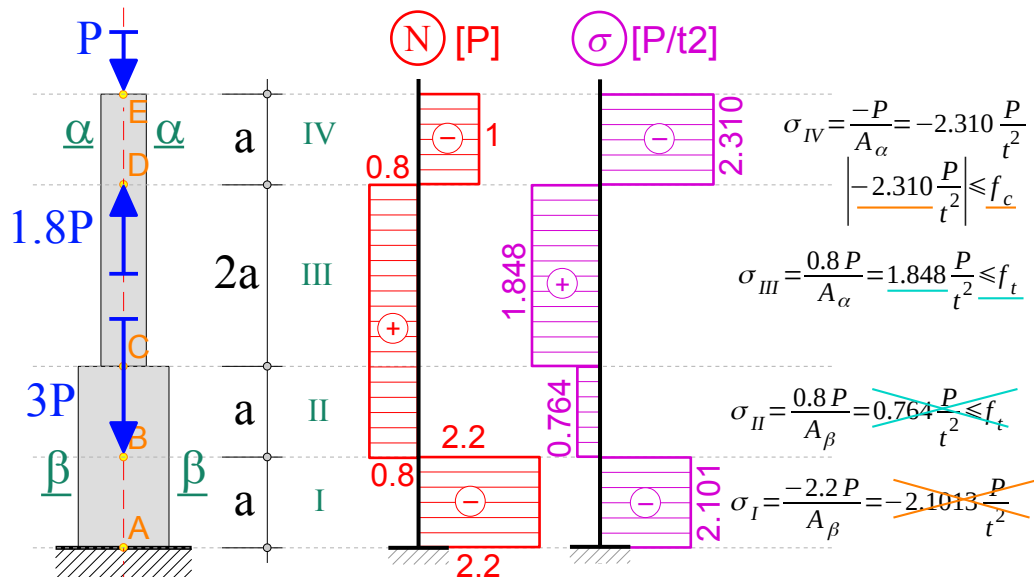 P
N [P]
σ [P/t2]
E
α α
a
IV
−
1
−
2.310
σ_IV = −P/A_α = −2.310 P/t²
|−2.310 P/t²| ≤ f_c
D
0.8
1.8P
2a
III
+
1.848
+
σ_III = 0.8 P/A_α = 1.848 P/t² ≤ f_t
C
3P
a
II
0.764
σ_II = 0.8 P/A_β = 0.764 P/t² ≤ f_t
B
2.2
0.8
β β
a
I
−
−
2.101
σ_I = −2.2 P/A_β = −2.1013 P/t²
A
2.2